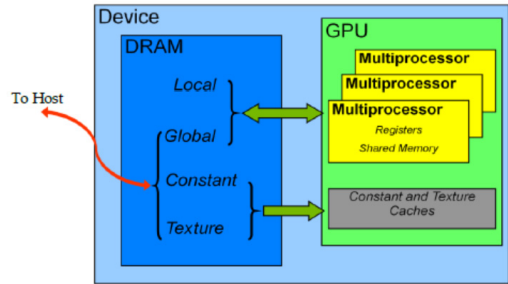 Device
DRAM
Local
Global
Constant
Texture
To Host
GPU
Multiprocessor
Multiprocessor
Multiprocessor
Registers
Shared Memory
Constant and Texture
Caches